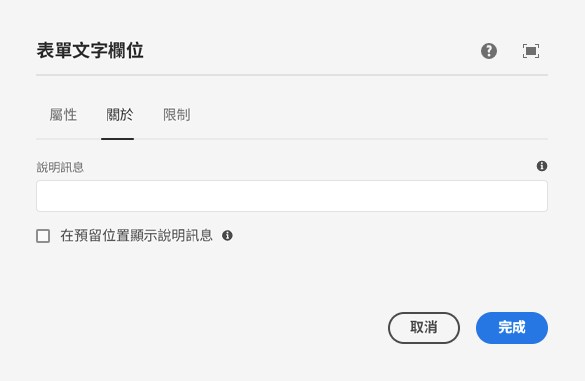 表單文字欄位
屬性 關於 限制
說明訊息
在預留位置顯示說明訊息
取消 完成